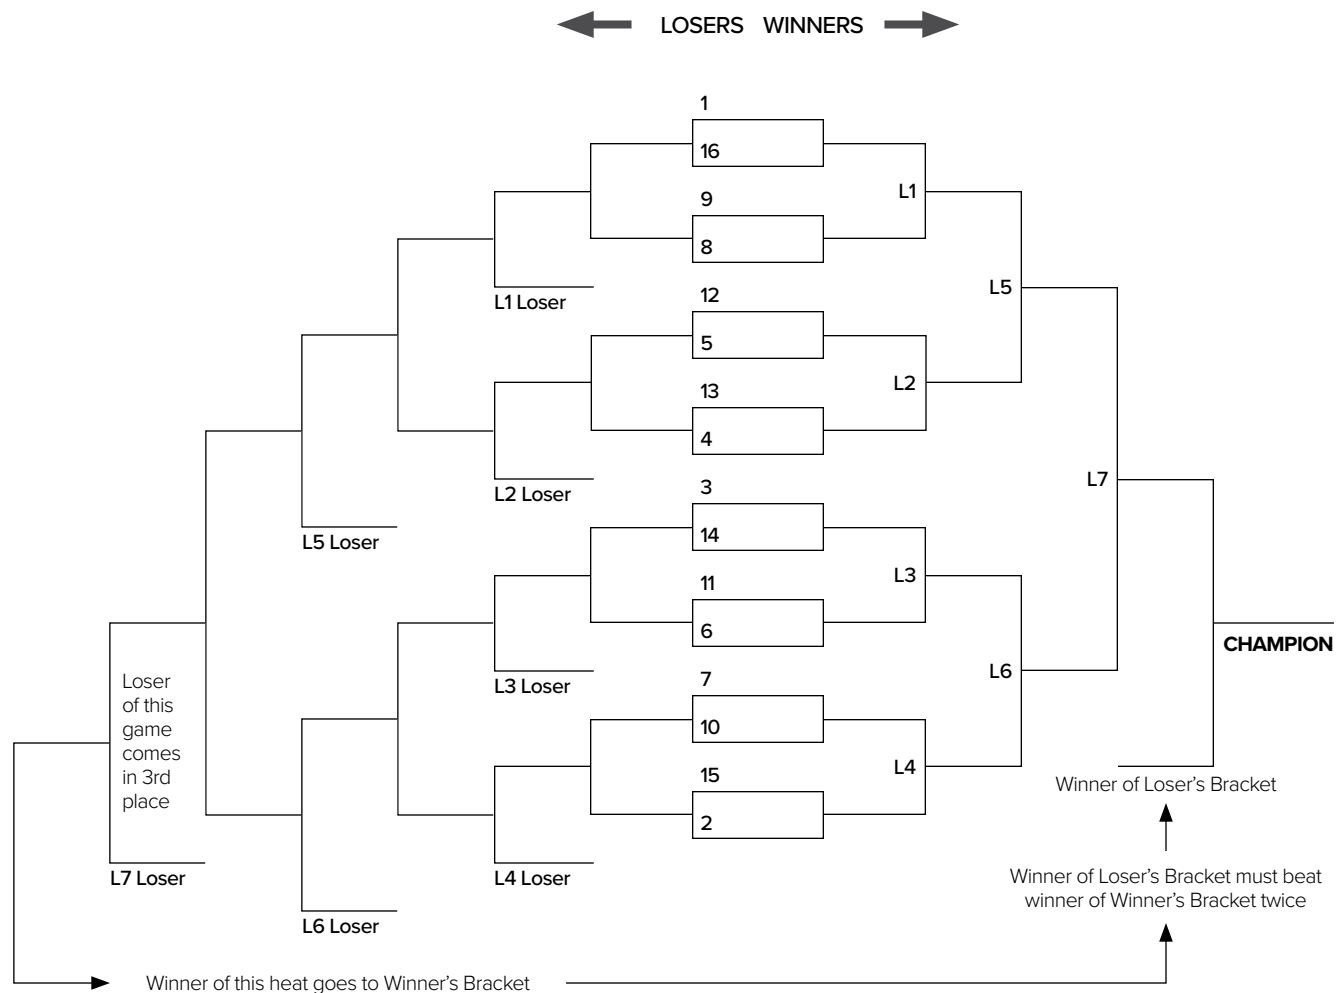 LOSERS WINNERS
1
16
L1
9
8
L1 Loser
12
L5
5
L2
13
4
L2 Loser
3
L7
14
L5 Loser
L3
11
6
CHAMPION
L3 Loser
7
L6
10
L4
15
2
Loser
of this
game
comes
in 3rd
place
Winner of Loser's Bracket
L7 Loser
L4 Loser
Winner of Loser's Bracket must beat
winner of Winner's Bracket twice
L6 Loser
Winner of this heat goes to Winner's Bracket